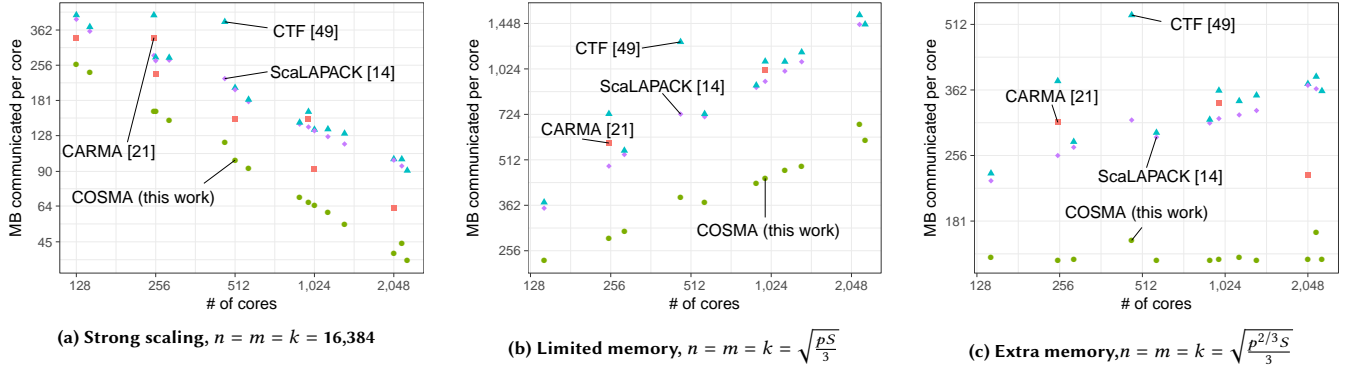 MB communicated per core
362
256
181
128
90
64
45
CTF [49]
ScaLAPACK [14]
CARMA [21]
COSMA (this work)
128
256
512
1,024
2,048
# of cores
(a) Strong scaling, n = m = k = 16,384
MB communicated per core
1,448
1,024
724
512
362
256
CTF [49]
ScaLAPACK [14]
CARMA [21]
COSMA (this work)
128
256
512
1,024
2,048
# of cores
(b) Limited memory, n = m = k = √(pS/3)
MB communicated per core
512
362
256
181
CTF [49]
CARMA [21]
ScaLAPACK [14]
COSMA (this work)
128
256
512
1,024
2,048
# of cores
(c) Extra memory,n = m = k = √(p^{2/3}S/3)